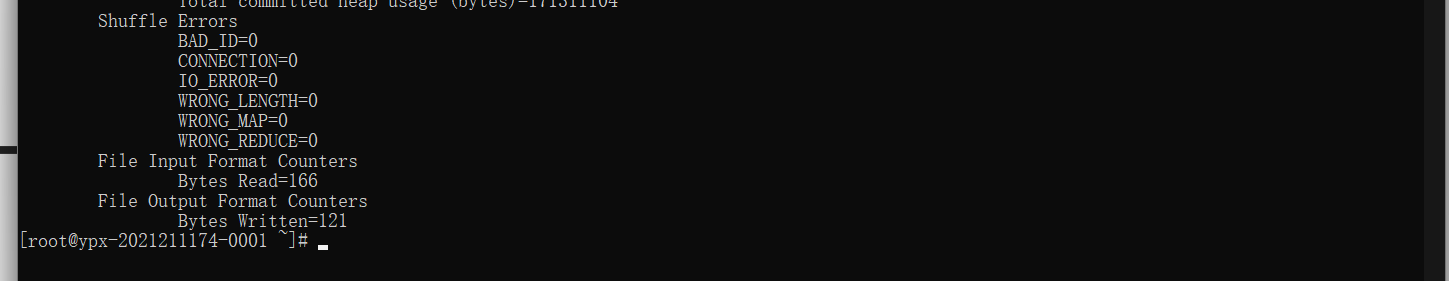 Total committed heap usage (bytes)=171311104
Shuffle Errors
BAD_ID=0
CONNECTION=0
IO_ERROR=0
WRONG_LENGTH=0
WRONG_MAP=0
WRONG_REDUCE=0
File Input Format Counters
Bytes Read=166
File Output Format Counters
Bytes Written=121
[root@ypx-2021211174-0001 ~]#